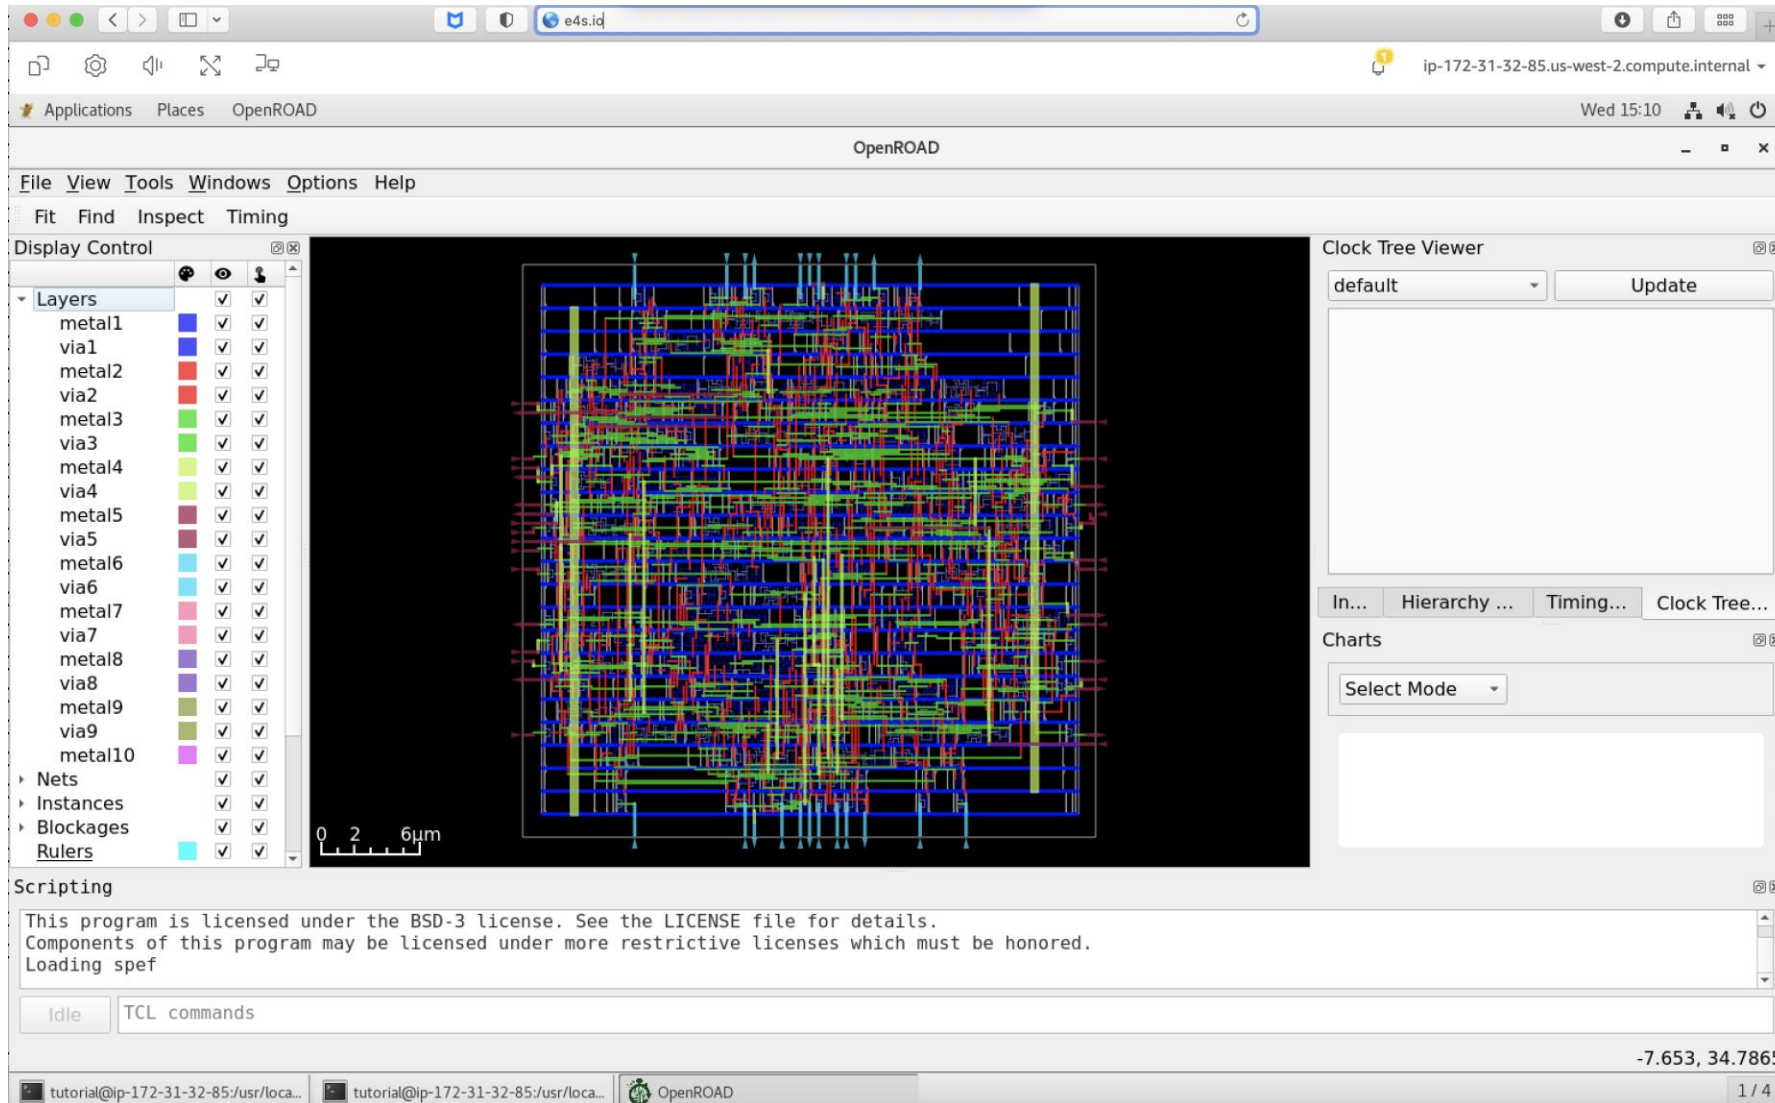 e4s.io
1
ip-172-31-32-85.us-west-2.compute.internal
Applications Places OpenROAD
Wed 15:10
OpenROAD
File View Tools Windows Options Help
Fit Find Inspect Timing
Display Control
Layers
metal1
via1
metal2
via2
metal3
via3
metal4
via4
metal5
via5
metal6
via6
metal7
via7
metal8
via8
metal9
via9
metal10
Nets
Instances
Blockages
Rulers
0 2 6μm
Clock Tree Viewer
default Update
In... Hierarchy ... Timing... Clock Tree...
Charts
Select Mode
Scripting
This program is licensed under the BSD-3 license. See the LICENSE file for details.
Components of this program may be licensed under more restrictive licenses which must be honored.
Loading spef
Idle TCL commands
-7.653, 34.7865
tutorial@ip-172-31-32-85:/usr/loca... tutorial@ip-172-31-32-85:/usr/loca... OpenROAD
1 / 4